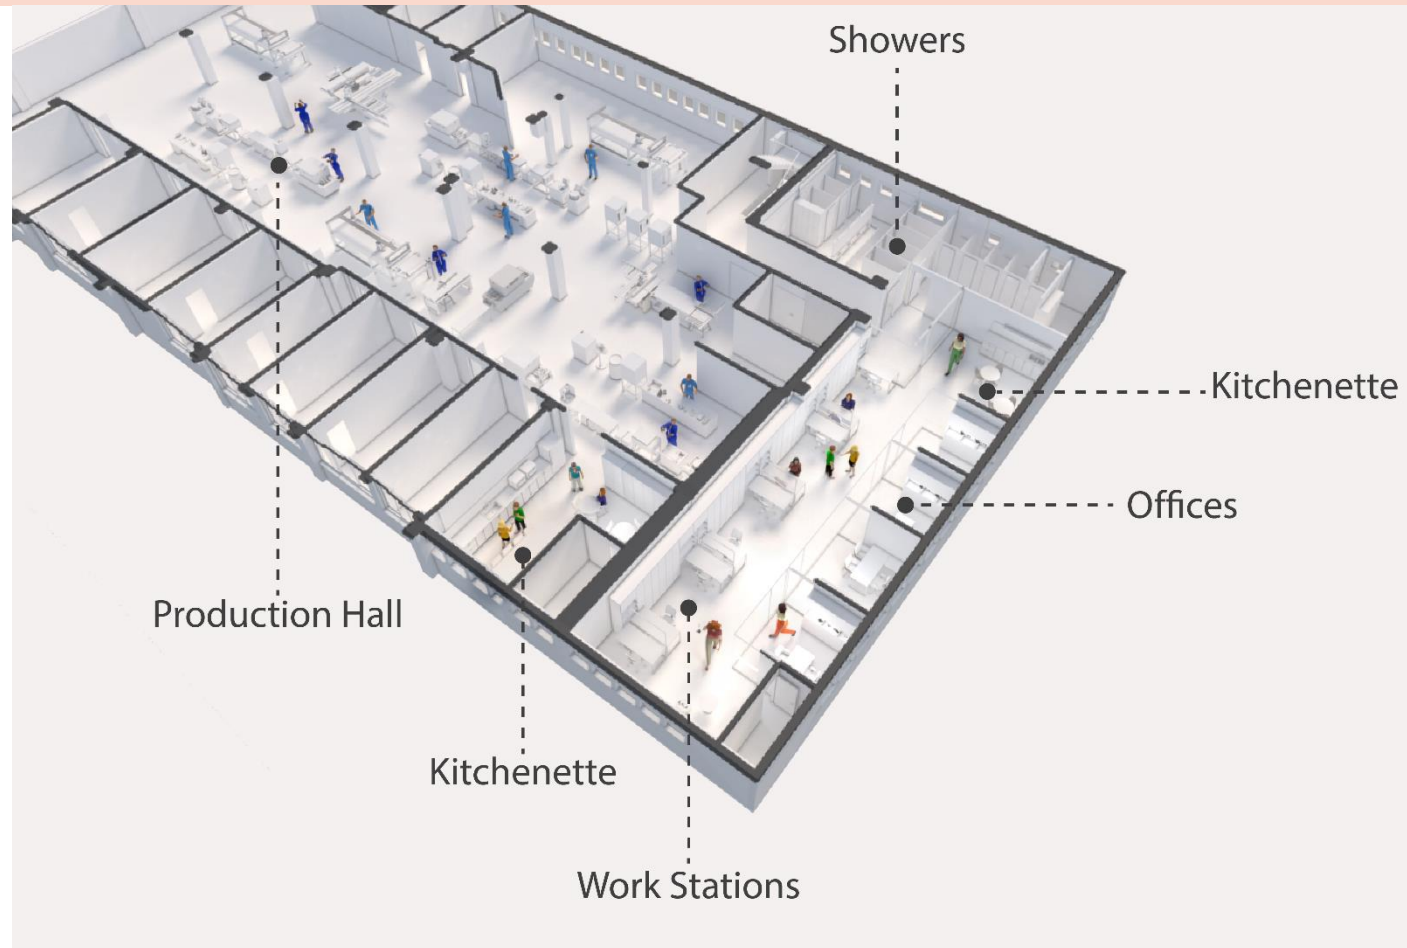 Showers
Kitchenette
Offices
Production Hall
Kitchenette
Work Stations